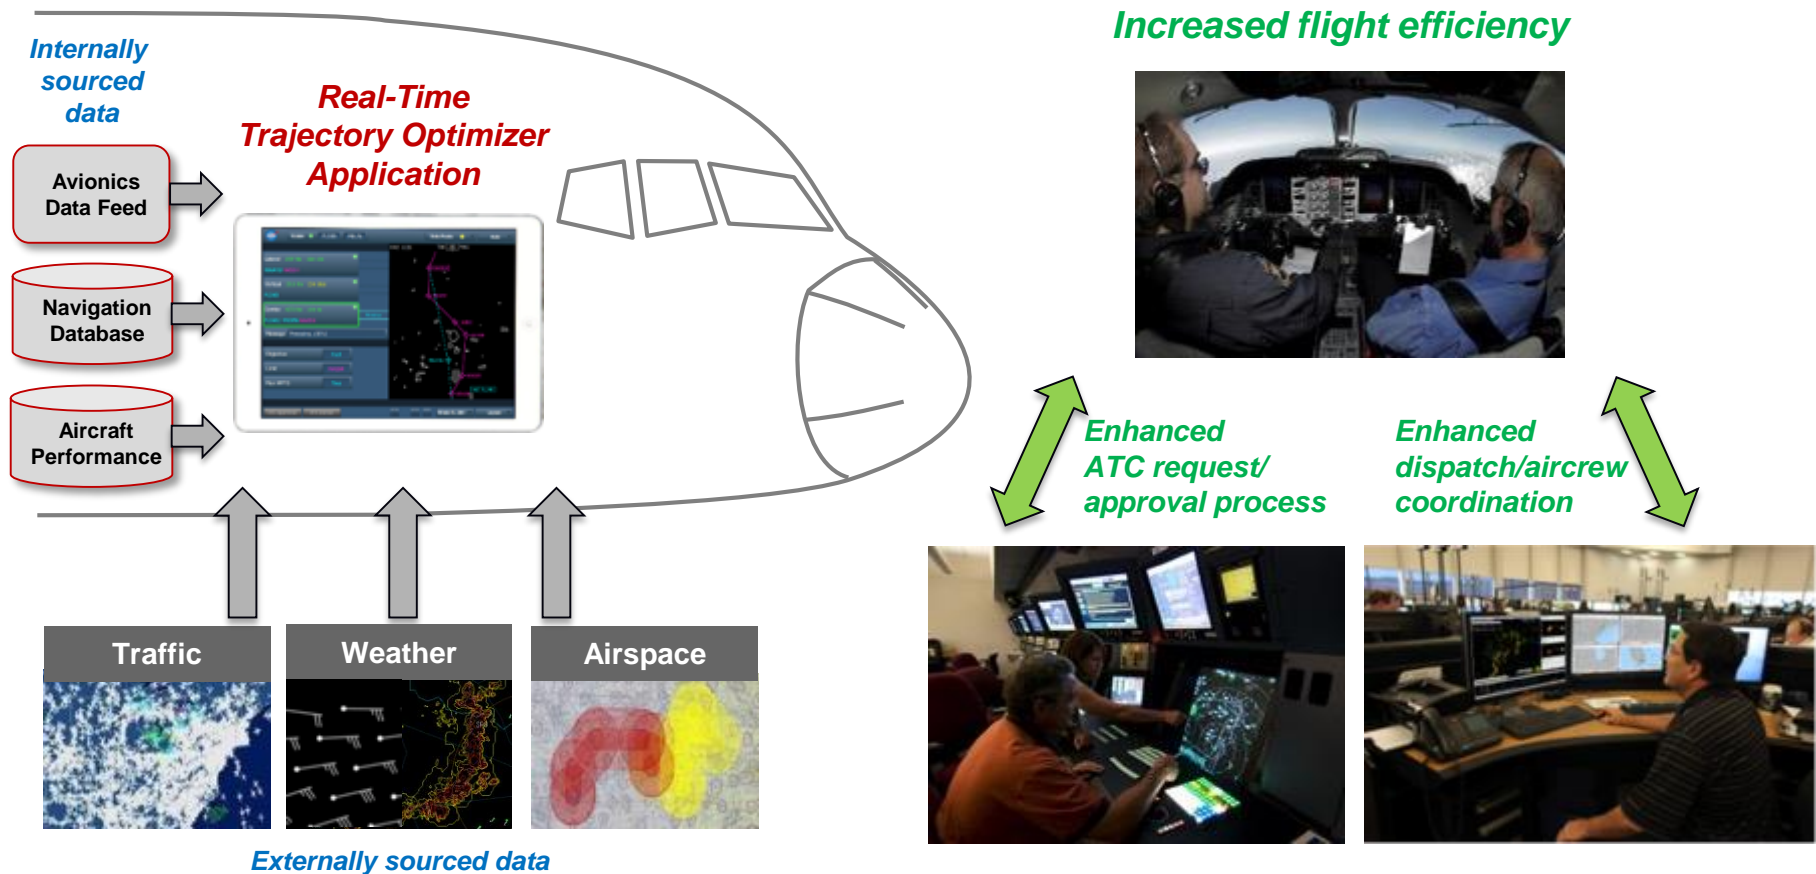 Internally
sourced
data
Real-Time
Trajectory Optimizer
Application
Avionics
Data Feed
Navigation
Database
Aircraft
Performance
Traffic
Weather
Airspace
Externally sourced data
Increased flight efficiency
Enhanced
ATC request/
approval process
Enhanced
dispatch/aircrew
coordination